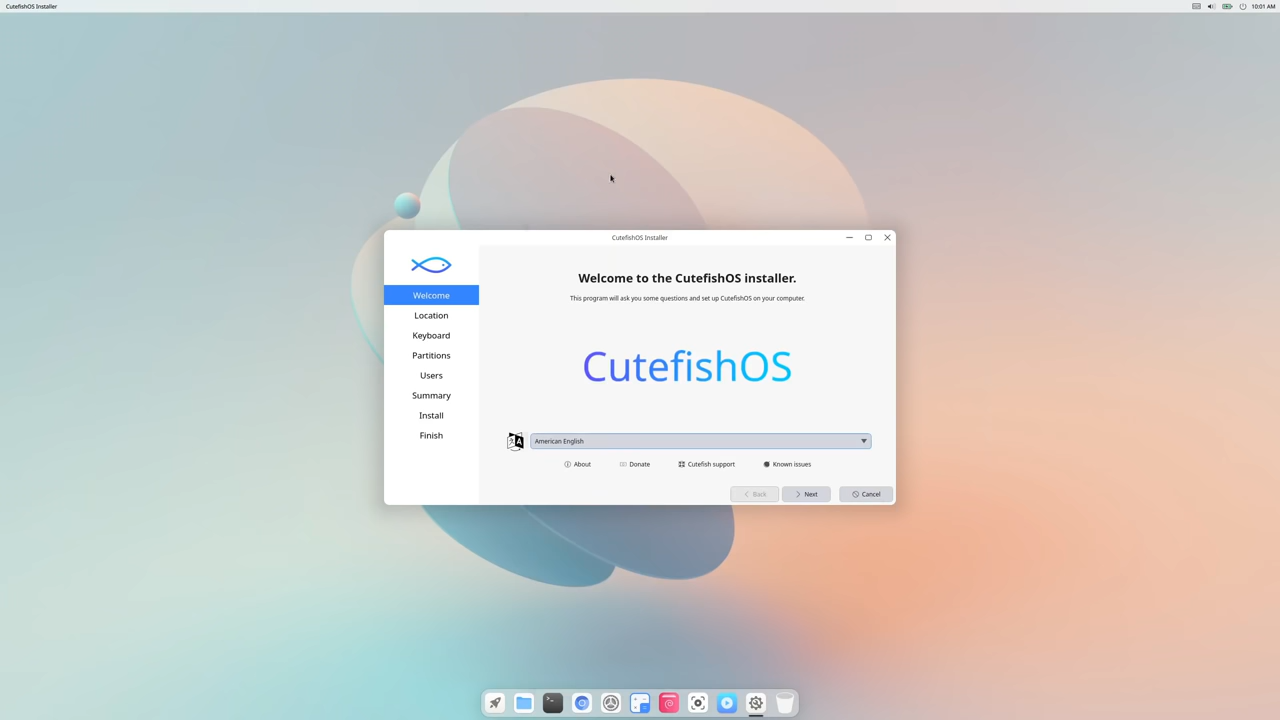 CutefishOS Installer
10:01 AM
CutefishOS Installer
Welcome
Location
Keyboard
Partitions
Users
Summary
Install
Finish
Welcome to the CutefishOS installer.
This program will ask you some questions and set up CutefishOS on your computer.
CutefishOS
American English
About
Donate
Cutefish support
Known issues
Back
Next
Cancel